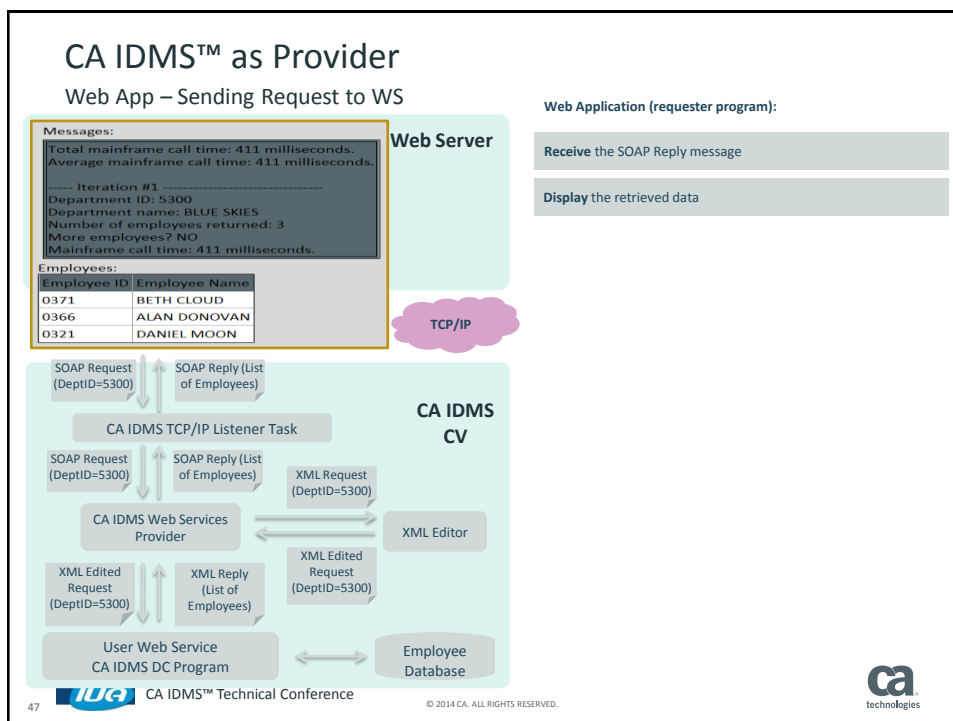 CA IDMS™ as Provider
Web App – Sending Request to WS
Messages:
Total mainframe call time: 411 milliseconds.
Average mainframe call time: 411 milliseconds.
----- Iteration #1 --------------------------------
Department ID: 5300
Department name: BLUE SKIES
Number of employees returned: 3
More employees? NO
Mainframe call time: 411 milliseconds.
Employees:
Employee ID Employee Name
0371 BETH CLOUD
0366 ALAN DONOVAN
0321 DANIEL MOON
Web Server
TCP/IP
Web Application (requester program):
Receive the SOAP Reply message
Display the retrieved data
SOAP Request
(DeptID=5300)
SOAP Reply (List
of Employees)
CA IDMS
CV
CA IDMS TCP/IP Listener Task
SOAP Request
(DeptID=5300)
SOAP Reply (List
of Employees)
XML Request
(DeptID=5300)
CA IDMS Web Services
Provider
XML Editor
XML Edited
Request
(DeptID=5300)
XML Reply
(List of
Employees)
XML Edited
Request
(DeptID=5300)
User Web Service
CA IDMS DC Program
Employee
Database
47
IUA
CA IDMS™ Technical Conference
© 2014 CA. ALL RIGHTS RESERVED.
ca
technologies